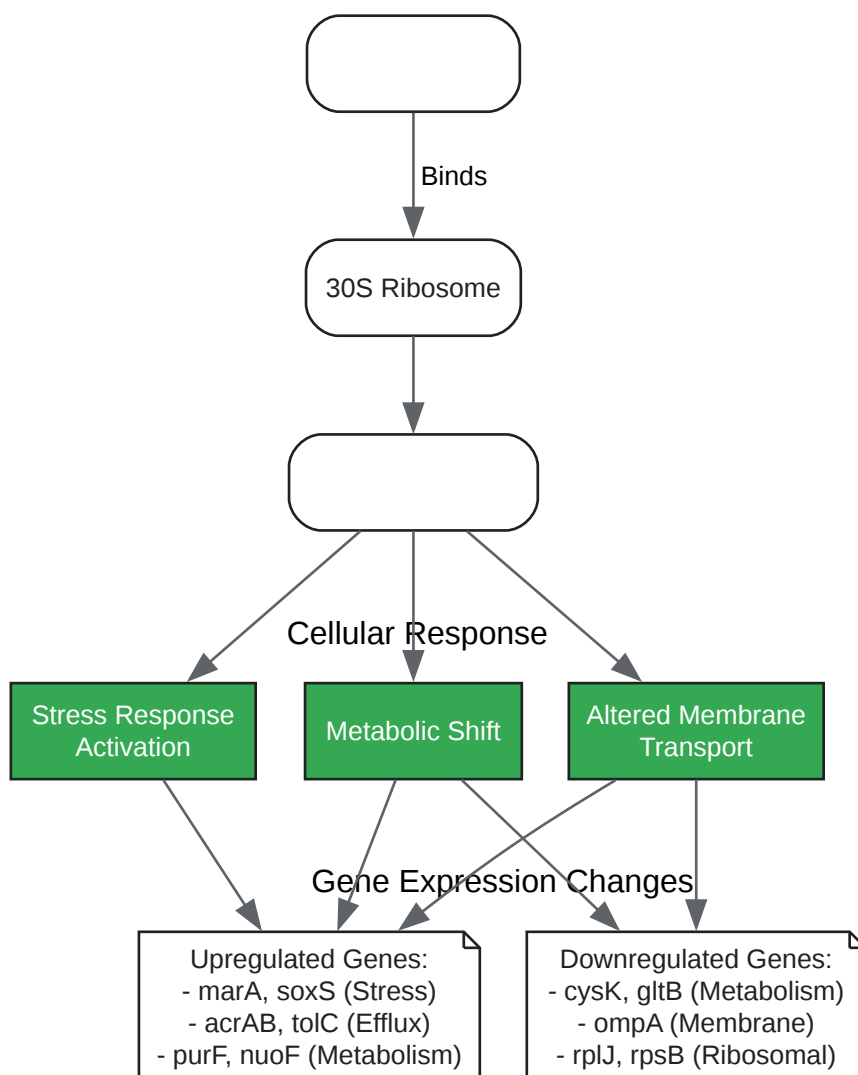 Binds
30S Ribosome
Cellular Response
Stress Response
Activation
Metabolic Shift
Altered Membrane
Transport
Gene Expression Changes
Upregulated Genes:
- marA, soxS (Stress)
- acrAB, tolC (Efflux)
- purF, nuoF (Metabolism)
Downregulated Genes:
- cysK, gltB (Metabolism)
- ompA (Membrane)
- rplJ, rpsB (Ribosomal)